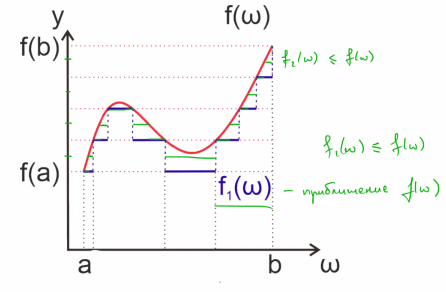 y
f(ω)
f(b)
f₂(ω) ≤ f(ω)
f₁(ω) ≤ f(ω)
f(a)
f₁(ω) — приближение f(ω)
a
b
ω